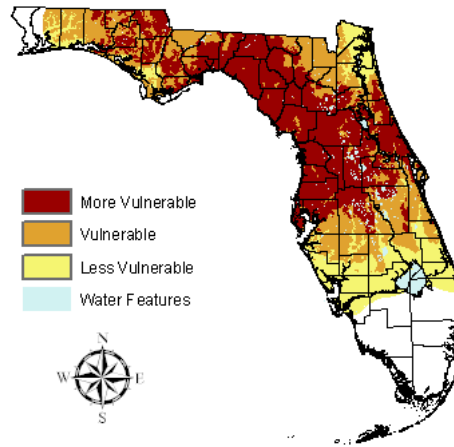 More Vulnerable
Vulnerable
Less Vulnerable
Water Features
N
W E
S